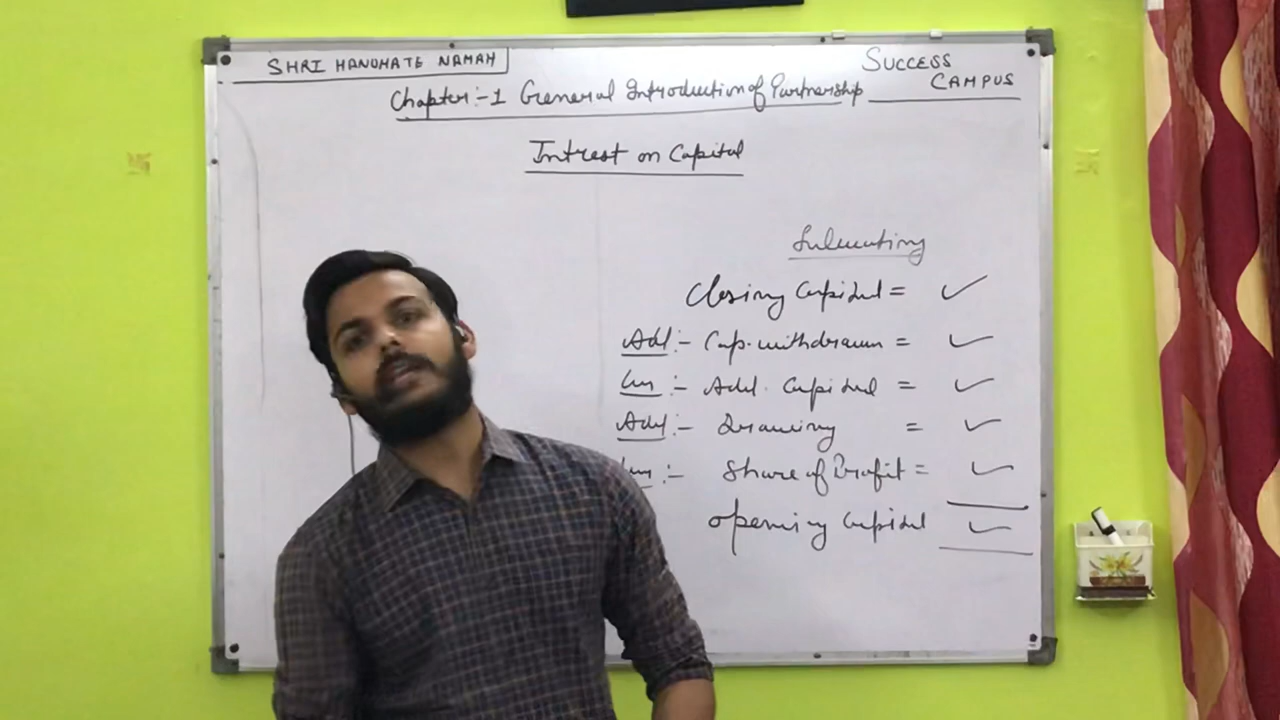 SHRI HANUMATE NAMAH
SUCCESS CAMPUS
Chapter:-1 General Introduction of Partnership
Intrest on Capital
Closing Capital = ✓
Add:- Cap. withdrawn = ✓
Less:- Add. Capital = ✓
Add:- Drawing = ✓
Less:- Share of Profit = ✓
Opening Capital ✓